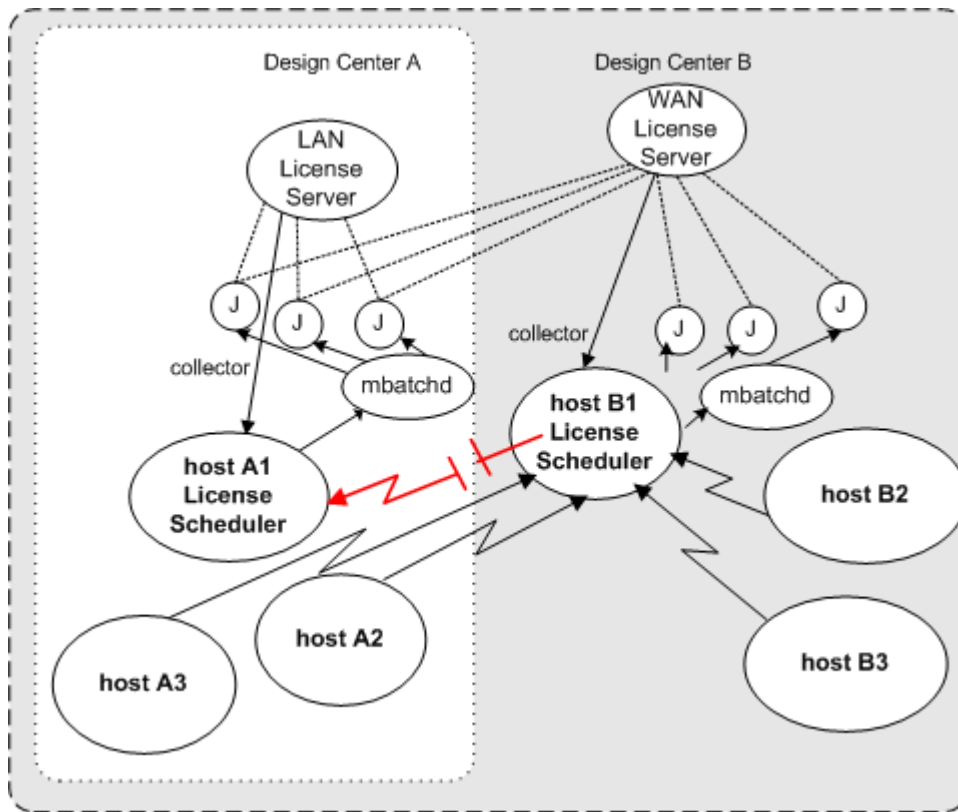 Design Center A
Design Center B
LAN
License
Server
WAN
License
Server
J
J
J
J
J
J
collector
collector
mbatchd
mbatchd
host A1
License
Scheduler
host B1
License
Scheduler
host B2
host A2
host A3
host B3